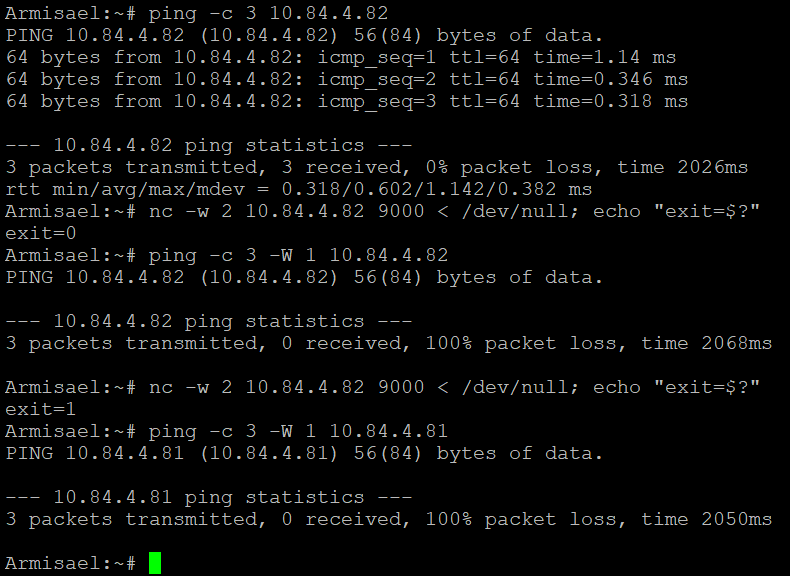 Armisael:~# ping -c 3 10.84.4.82
PING 10.84.4.82 (10.84.4.82) 56(84) bytes of data.
64 bytes from 10.84.4.82: icmp_seq=1 ttl=64 time=1.14 ms
64 bytes from 10.84.4.82: icmp_seq=2 ttl=64 time=0.346 ms
64 bytes from 10.84.4.82: icmp_seq=3 ttl=64 time=0.318 ms
--- 10.84.4.82 ping statistics ---
3 packets transmitted, 3 received, 0% packet loss, time 2026ms
rtt min/avg/max/mdev = 0.318/0.602/1.142/0.382 ms
Armisael:~# nc -w 2 10.84.4.82 9000 < /dev/null; echo "exit=$?"
exit=0
Armisael:~# ping -c 3 -W 1 10.84.4.82
PING 10.84.4.82 (10.84.4.82) 56(84) bytes of data.
--- 10.84.4.82 ping statistics ---
3 packets transmitted, 0 received, 100% packet loss, time 2068ms
Armisael:~# nc -w 2 10.84.4.82 9000 < /dev/null; echo "exit=$?"
exit=1
Armisael:~# ping -c 3 -W 1 10.84.4.81
PING 10.84.4.81 (10.84.4.81) 56(84) bytes of data.
--- 10.84.4.81 ping statistics ---
3 packets transmitted, 0 received, 100% packet loss, time 2050ms
Armisael:~#